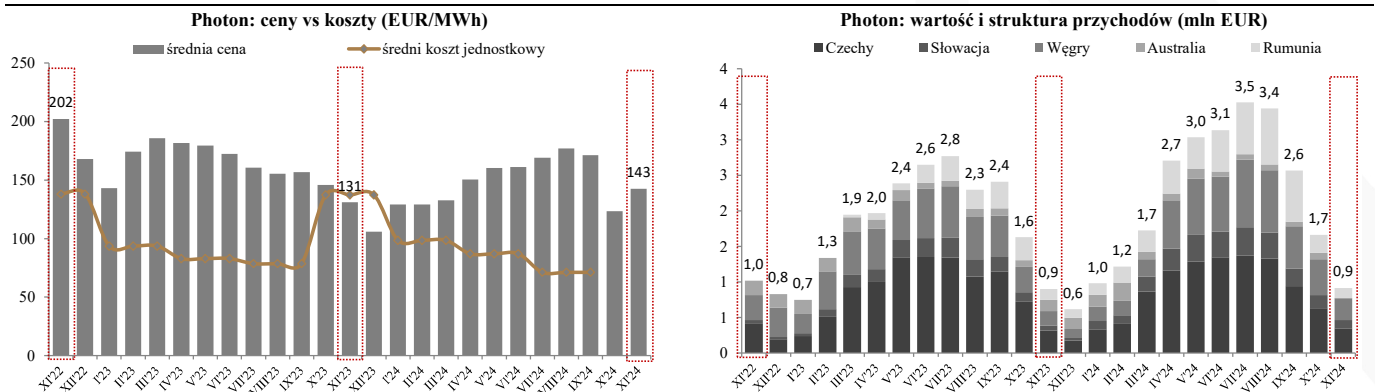 Photon: ceny vs koszty (EUR/MWh)
średnia cena
średni koszt jednostkowy
250
200
150
100
50
0
202
131
143
XI'22
XII'22
I'23
II'23
III'23
IV'23
V'23
VI'23
VII'23
VIII'23
IX'23
X'23
XI'23
XII'23
I'24
II'24
III'24
IV'24
V'24
VI'24
VII'24
VIII'24
IX'24
X'24
XI'24
Photon: wartość i struktura przychodów (mln EUR)
Czechy
Słowacja
Węgry
Australia
Rumunia
4
4
3
3
2
2
1
1
0
1,0
0,8
0,7
1,3
1,9
2,0
2,4
2,6
2,8
2,3
2,4
1,6
0,9
0,6
1,0
1,2
1,7
2,7
3,0
3,1
3,5
3,4
2,6
1,7
0,9
XI'22
XII'22
I'23
II'23
III'23
IV'23
V'23
VI'23
VII'23
VIII'23
IX'23
X'23
XI'23
XII'23
I'24
II'24
III'24
IV'24
V'24
VI'24
VII'24
VIII'24
IX'24
X'24
XI'24